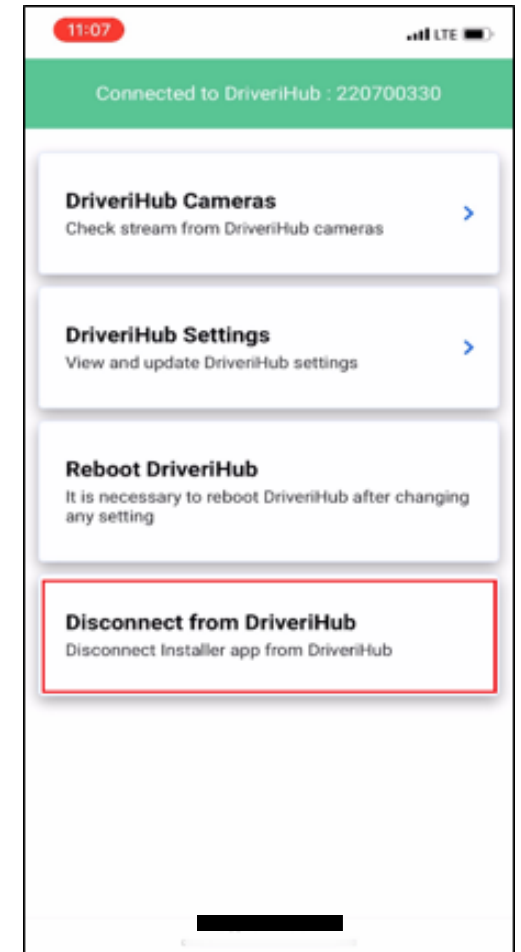 11:07
LTE
Connected to DriveriHub : 220700330
DriveriHub Cameras
Check stream from DriveriHub cameras
DriveriHub Settings
View and update DriveriHub settings
Reboot DriveriHub
It is necessary to reboot DriveriHub after changing
any setting
Disconnect from DriveriHub
Disconnect Installer app from DriveriHub